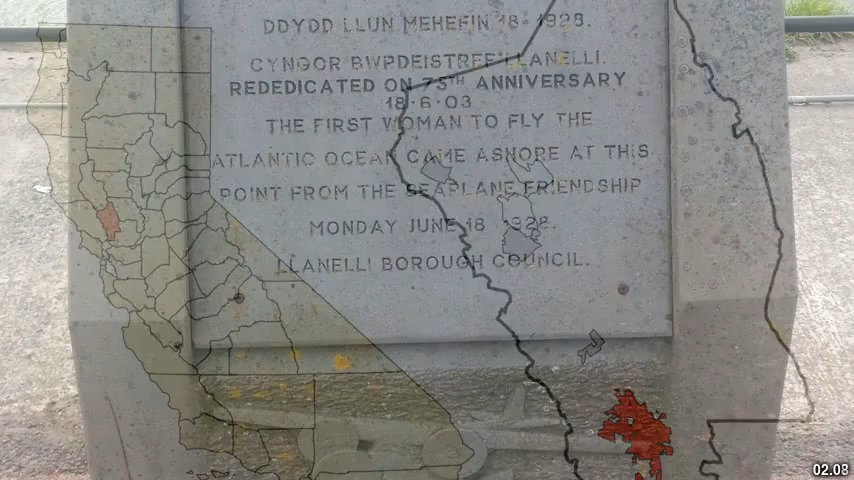 DDYDD LLUN MEHEFIN 18 · 1928.
CYNGOR BWRDEISTREF LLANELLI.
REDEDICATED ON 75TH ANNIVERSARY
18·6·03
THE FIRST WOMAN TO FLY THE
ATLANTIC OCEAN CAME ASHORE AT THIS
POINT FROM THE SEAPLANE FRIENDSHIP
MONDAY JUNE 18 1928.
LLANELLI BOROUGH COUNCIL.
02.08